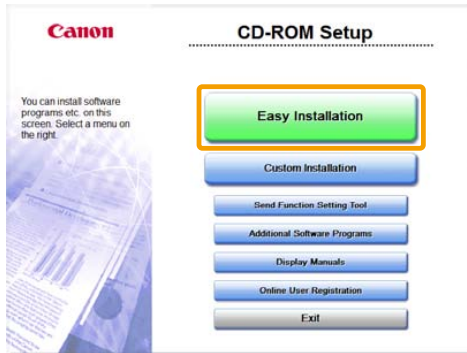 Canon
CD-ROM Setup
You can install software
programs etc. on this
screen. Select a menu on
the right.
Easy Installation
Custom Installation
Send Function Setting Tool
Additional Software Programs
Display Manuals
Online User Registration
Exit